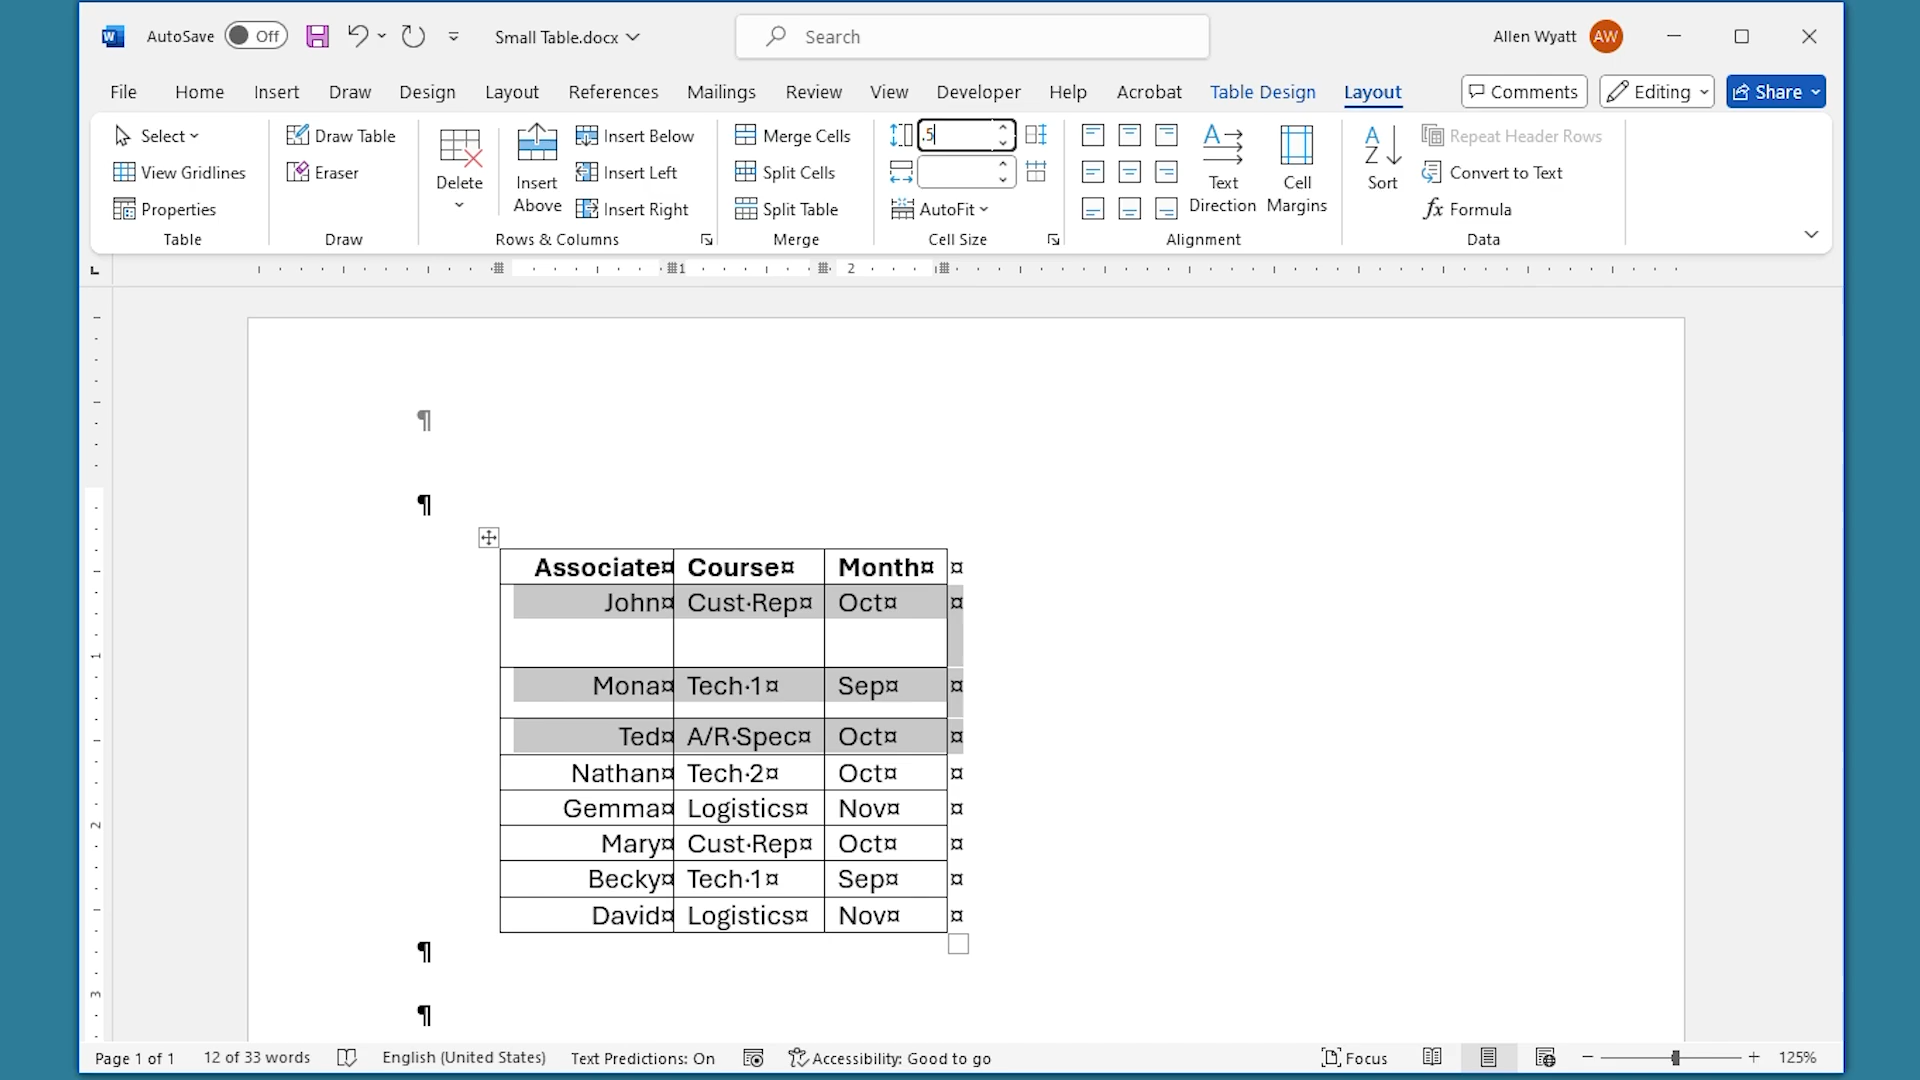 AutoSave Off Small Table.docx Search Allen Wyatt AW
File Home Insert Draw Design Layout References Mailings Review View Developer Help Acrobat Table Design Layout Comments Editing Share
Select Draw Table Insert Below Merge Cells .5 Repeat Header Rows
View Gridlines Eraser Delete Insert Above Insert Left Split Cells Text Direction Cell Margins Sort Convert to Text
Properties Insert Right Split Table AutoFit Formula
Table Draw Rows & Columns Merge Cell Size Alignment Data
1 2
¶
¶
Associate¤ Course¤ Month¤ ¤
John¤ Cust·Rep¤ Oct¤ ¤
Mona¤ Tech·1¤ Sep¤ ¤
Ted¤ A/R·Spec¤ Oct¤ ¤
Nathan¤ Tech·2¤ Oct¤ ¤
Gemma¤ Logistics¤ Nov¤ ¤
Mary¤ Cust·Rep¤ Oct¤ ¤
Becky¤ Tech·1¤ Sep¤ ¤
David¤ Logistics¤ Nov¤ ¤
¶
¶
1
2
3
Page 1 of 1 12 of 33 words English (United States) Text Predictions: On Accessibility: Good to go Focus 125%